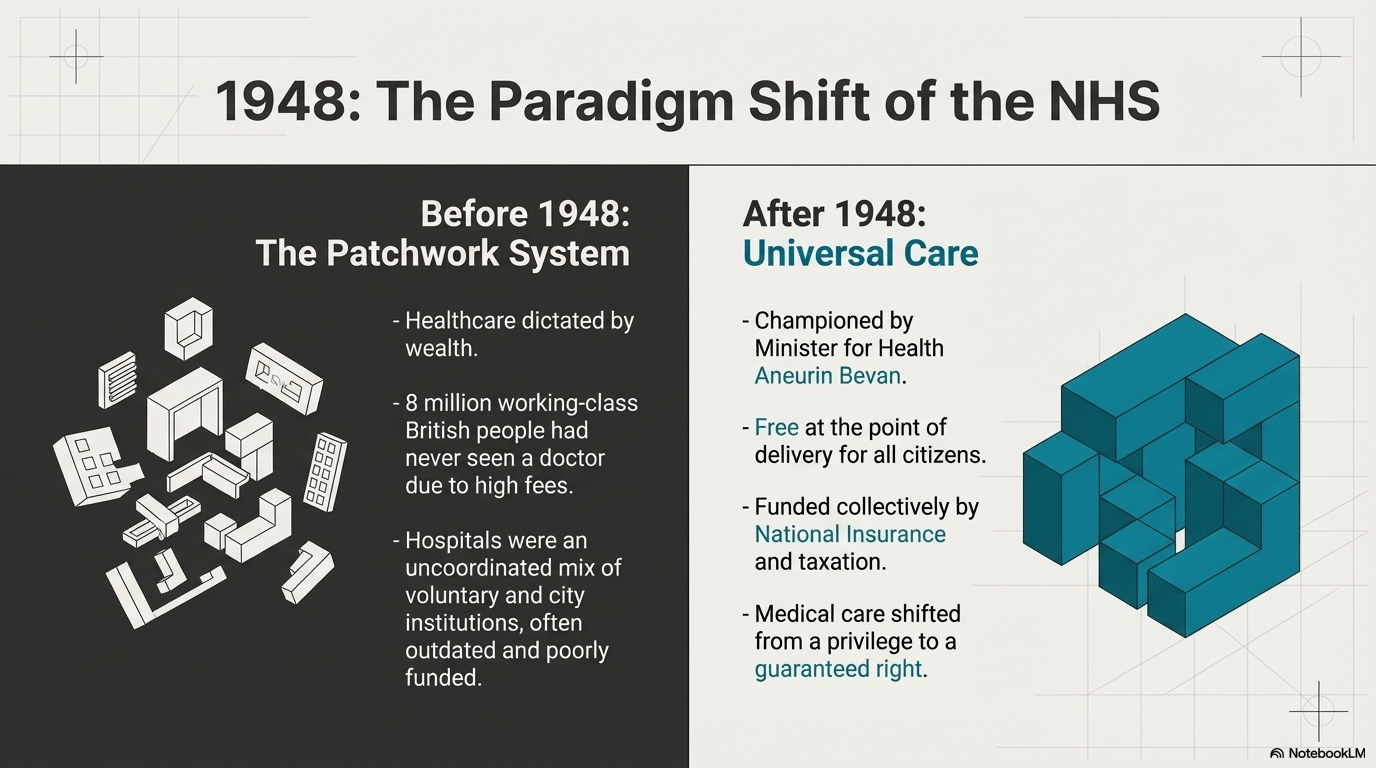 1948: The Paradigm Shift of the NHS
Before 1948:
The Patchwork System
- Healthcare dictated by
wealth.
- 8 million working-class
British people had
never seen a doctor
due to high fees.
- Hospitals were an
uncoordinated mix of
voluntary and city
institutions, often
outdated and poorly
funded.
After 1948:
Universal Care
- Championed by
Minister for Health
Aneurin Bevan.
- Free at the point of
delivery for all citizens.
- Funded collectively by
National Insurance
and taxation.
- Medical care shifted
from a privilege to a
guaranteed right.
NotebookLM